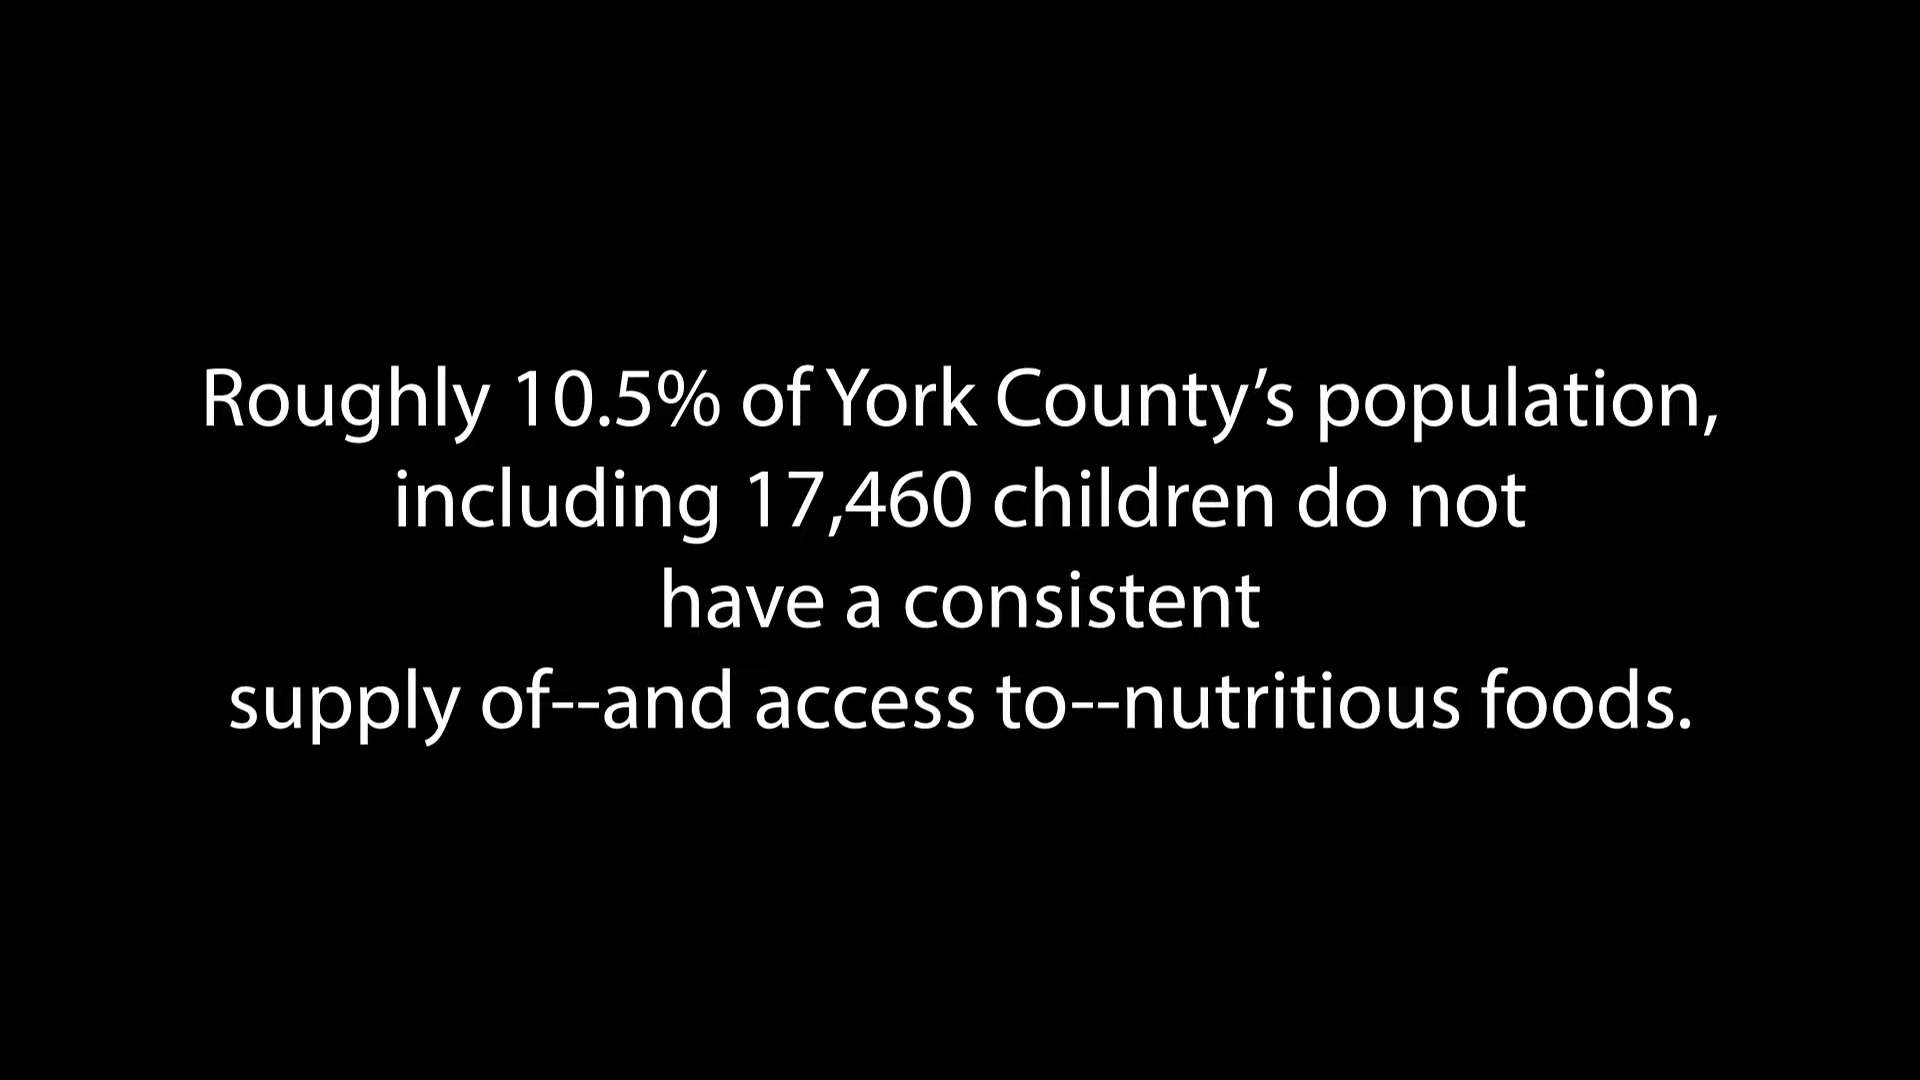 Roughly 10.5% of York County’s population,
including 17,460 children do not
have a consistent
supply of--and access to--nutritious foods.